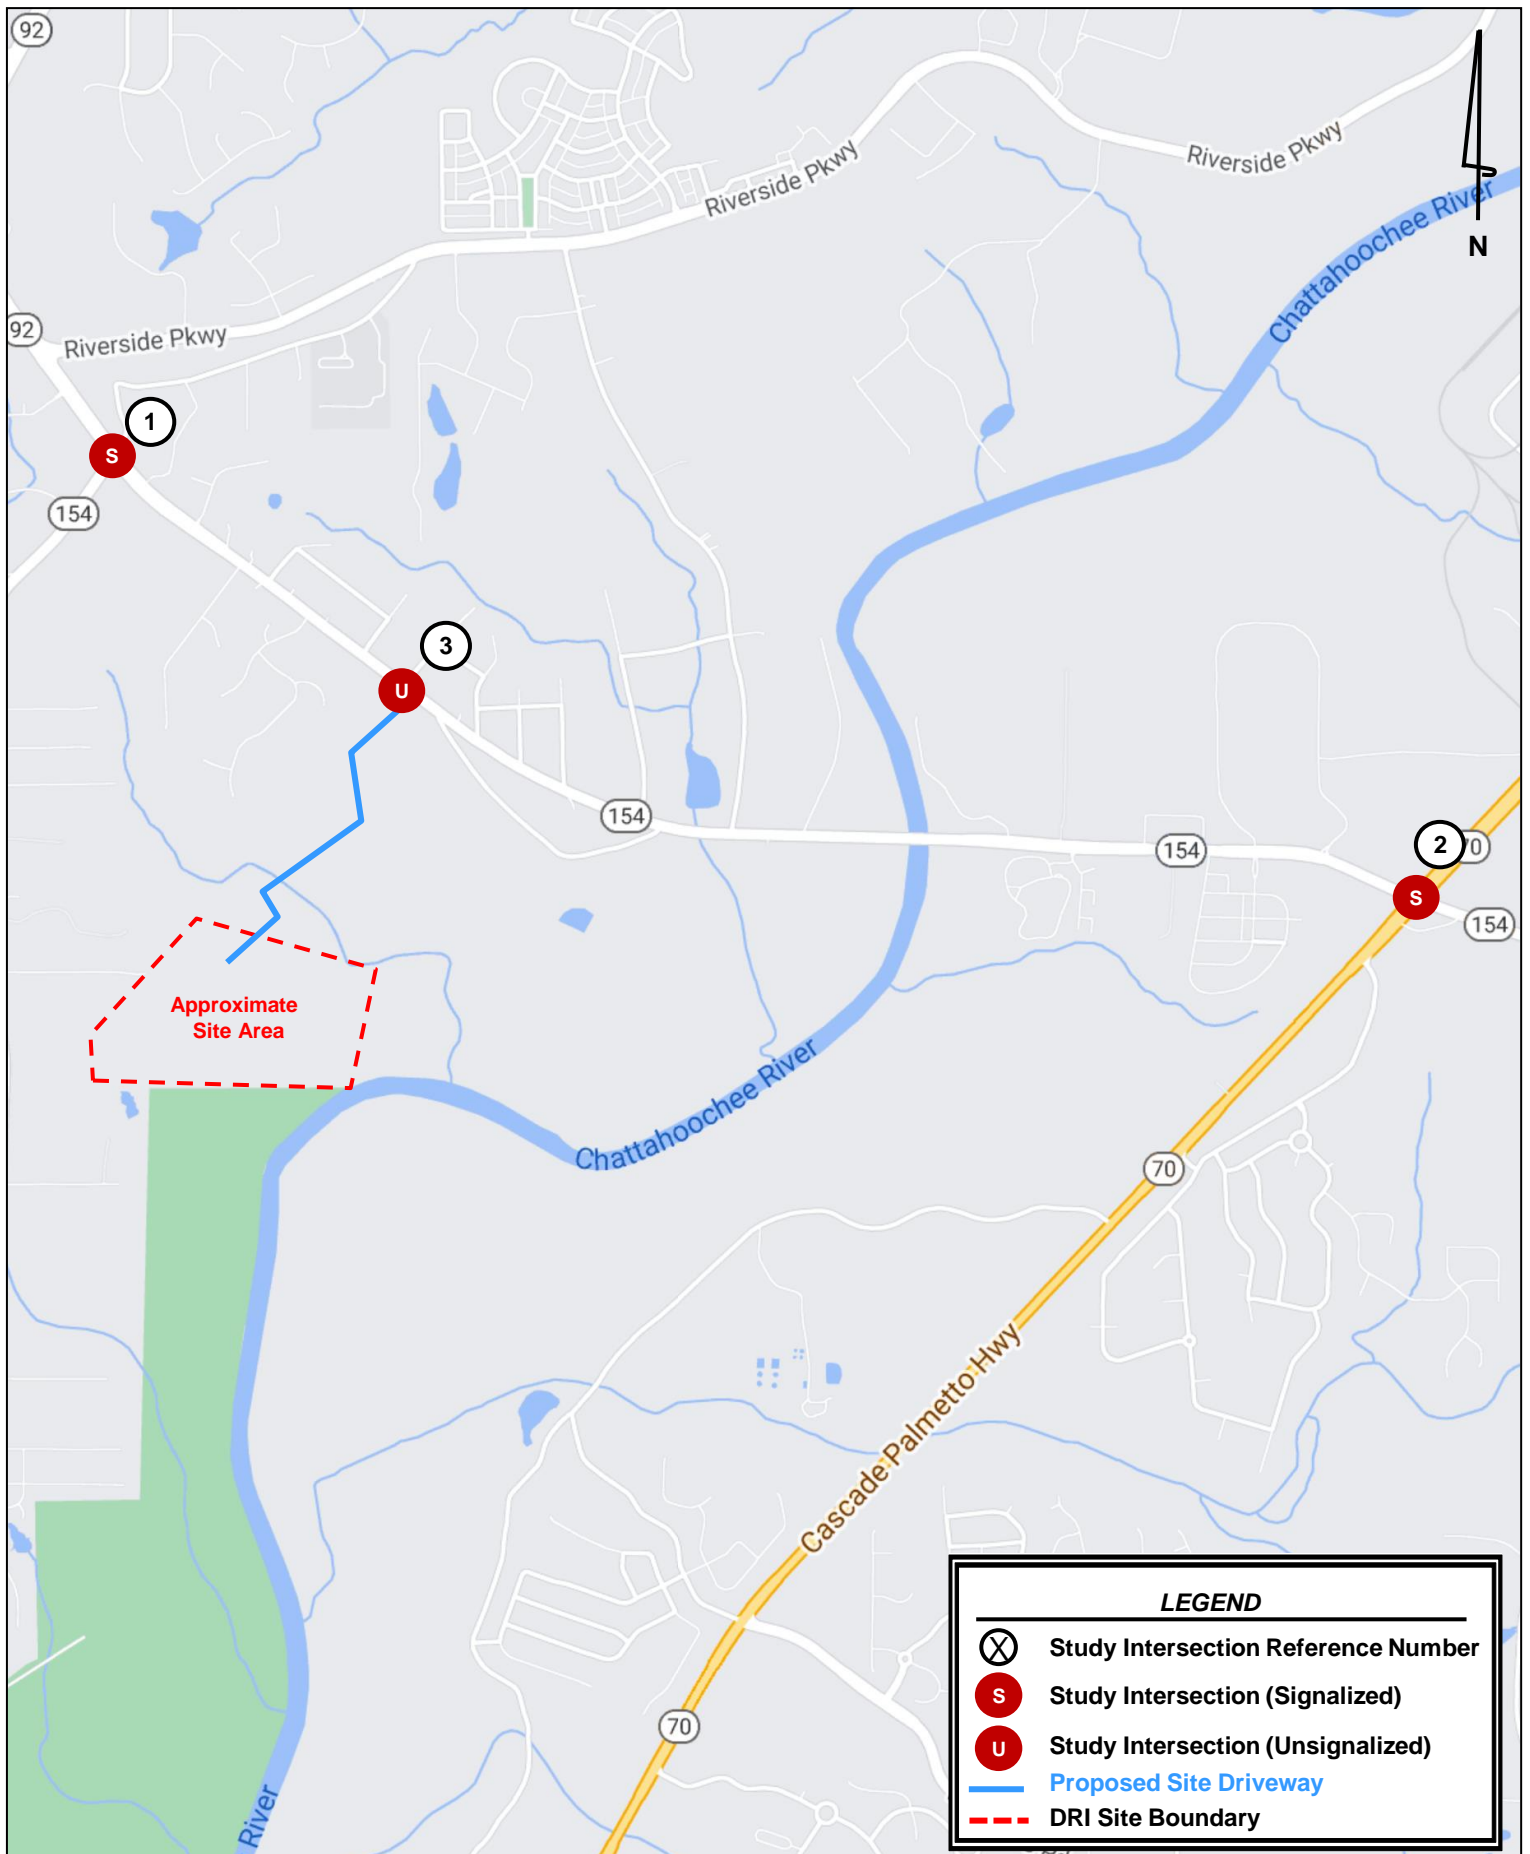 92
Riverside Pkwy
Riverside Pkwy
Chattahoochee River
N
92
Riverside Pkwy
1
S
154
3
U
154
154
2
70
S
154
Approximate
Site Area
Chattahoochee River
70
Cascade Palmetto Hwy
70
River
LEGEND
X Study Intersection Reference Number
S Study Intersection (Signalized)
U Study Intersection (Unsignalized)
Proposed Site Driveway
DRI Site Boundary